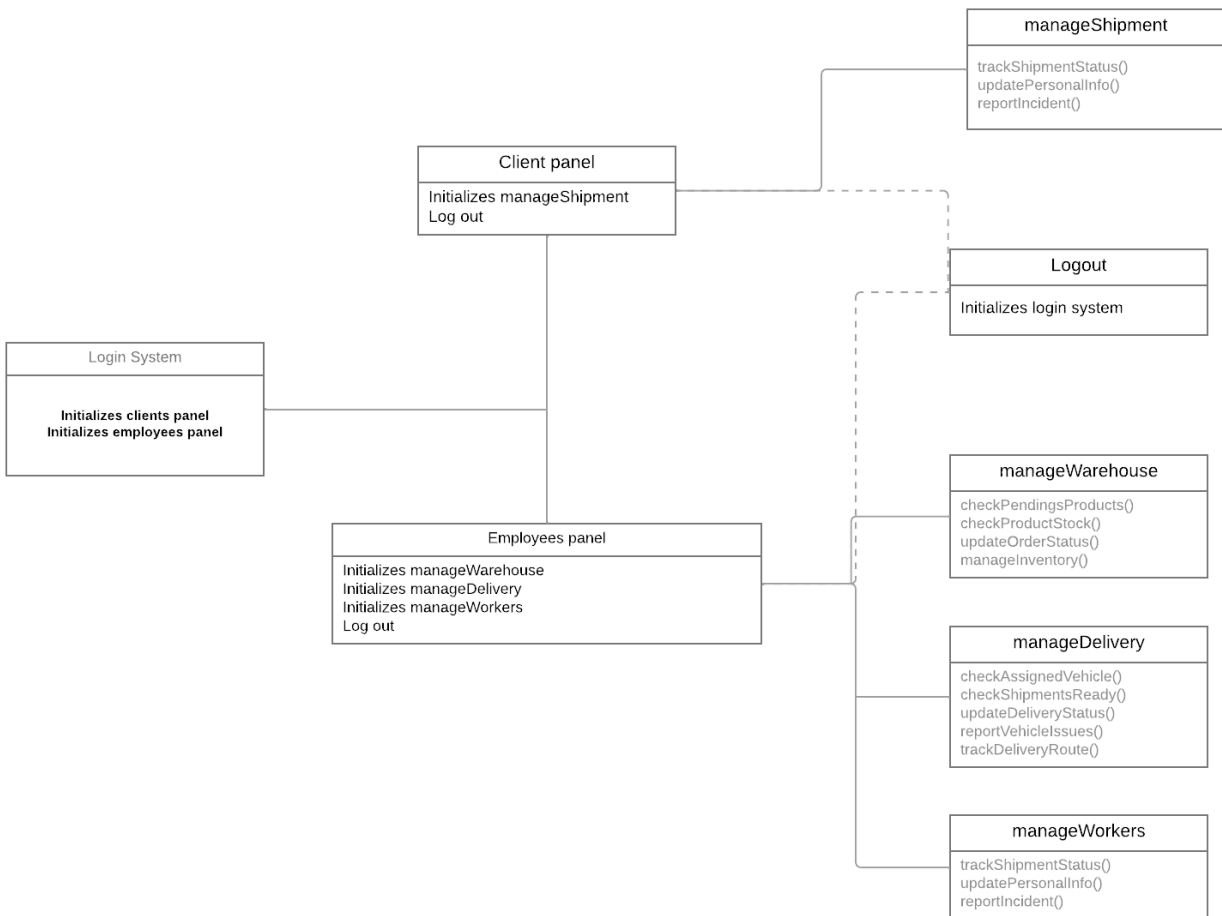 manageShipment
trackShipmentStatus()
updatePersonalInfo()
reportIncident()
Client panel
Initializes manageShipment
Log out
Logout
Initializes login system
Login System
Initializes clients panel
Initializes employees panel
manageWarehouse
checkPendingsProducts()
checkProductStock()
updateOrderStatus()
manageInventory()
Employees panel
Initializes manageWarehouse
Initializes manageDelivery
Initializes manageWorkers
Log out
manageDelivery
checkAssignedVehicle()
checkShipmentsReady()
updateDeliveryStatus()
reportVehicleIssues()
trackDeliveryRoute()
manageWorkers
trackShipmentStatus()
updatePersonalInfo()
reportIncident()